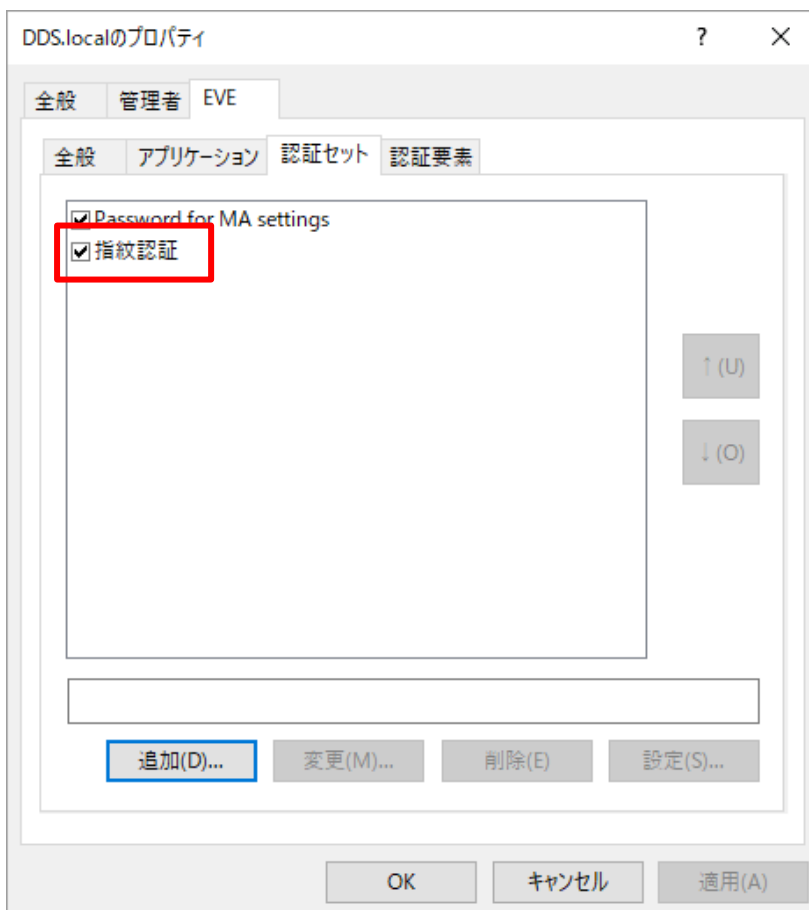 DDS.localのプロパティ ? ×
全般 管理者 EVE
全般 アプリケーション 認証セット 認証要素
Password for MA settings
指紋認証
↑(U)
↓(O)
追加(D)... 変更(M)... 削除(E) 設定(S)...
OK キャンセル 適用(A)